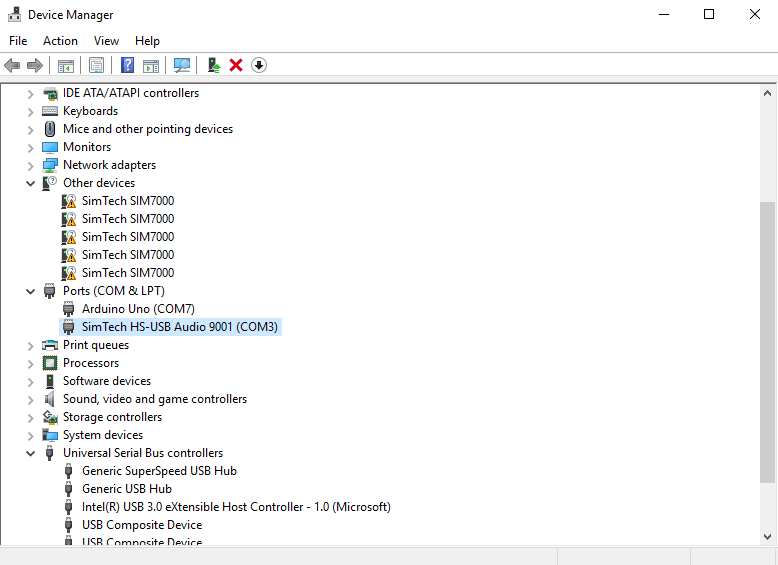 Device Manager
File Action View Help
IDE ATA/ATAPI controllers
Keyboards
Mice and other pointing devices
Monitors
Network adapters
Other devices
SimTech SIM7000
SimTech SIM7000
SimTech SIM7000
SimTech SIM7000
SimTech SIM7000
Ports (COM & LPT)
Arduino Uno (COM7)
SimTech HS-USB Audio 9001 (COM3)
Print queues
Processors
Software devices
Sound, video and game controllers
Storage controllers
System devices
Universal Serial Bus controllers
Generic SuperSpeed USB Hub
Generic USB Hub
Intel(R) USB 3.0 eXtensible Host Controller - 1.0 (Microsoft)
USB Composite Device
USB Composite Device